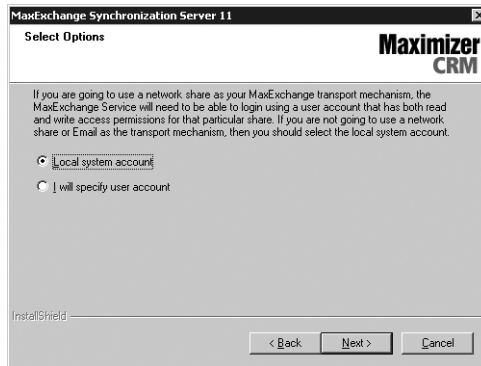 MaxExchange Synchronization Server 11
Select Options
Maximizer
CRM
If you are going to use a network share as your MaxExchange transport mechanism, the
MaxExchange Service will need to be able to login using a user account that has both read
and write access permissions for that particular share. If you are not going to use a network
share or Email as the transport mechanism, then you should select the local system account.
Local system account
I will specify user account
InstallShield
< Back Next > Cancel